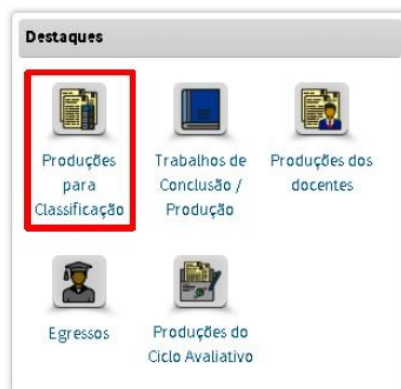 Destaques
Produções
para
Classificação
Trabalhos de
Conclusão /
Produção
Produções dos
docentes
Egressos
Produções do
Ciclo Avaliativo